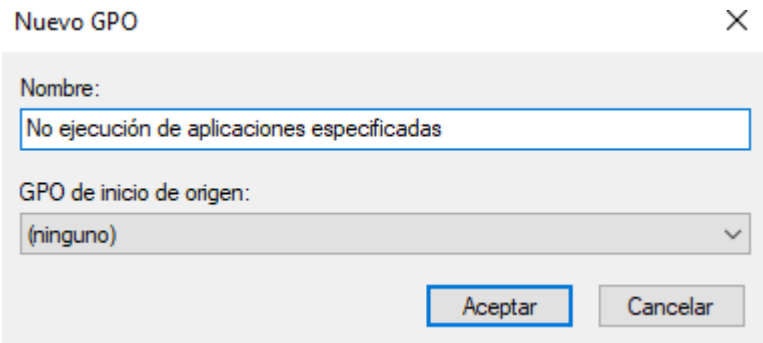 Nuevo GPO
Nombre:
No ejecución de aplicaciones especificadas
GPO de inicio de origen:
(ninguno)
Aceptar Cancelar